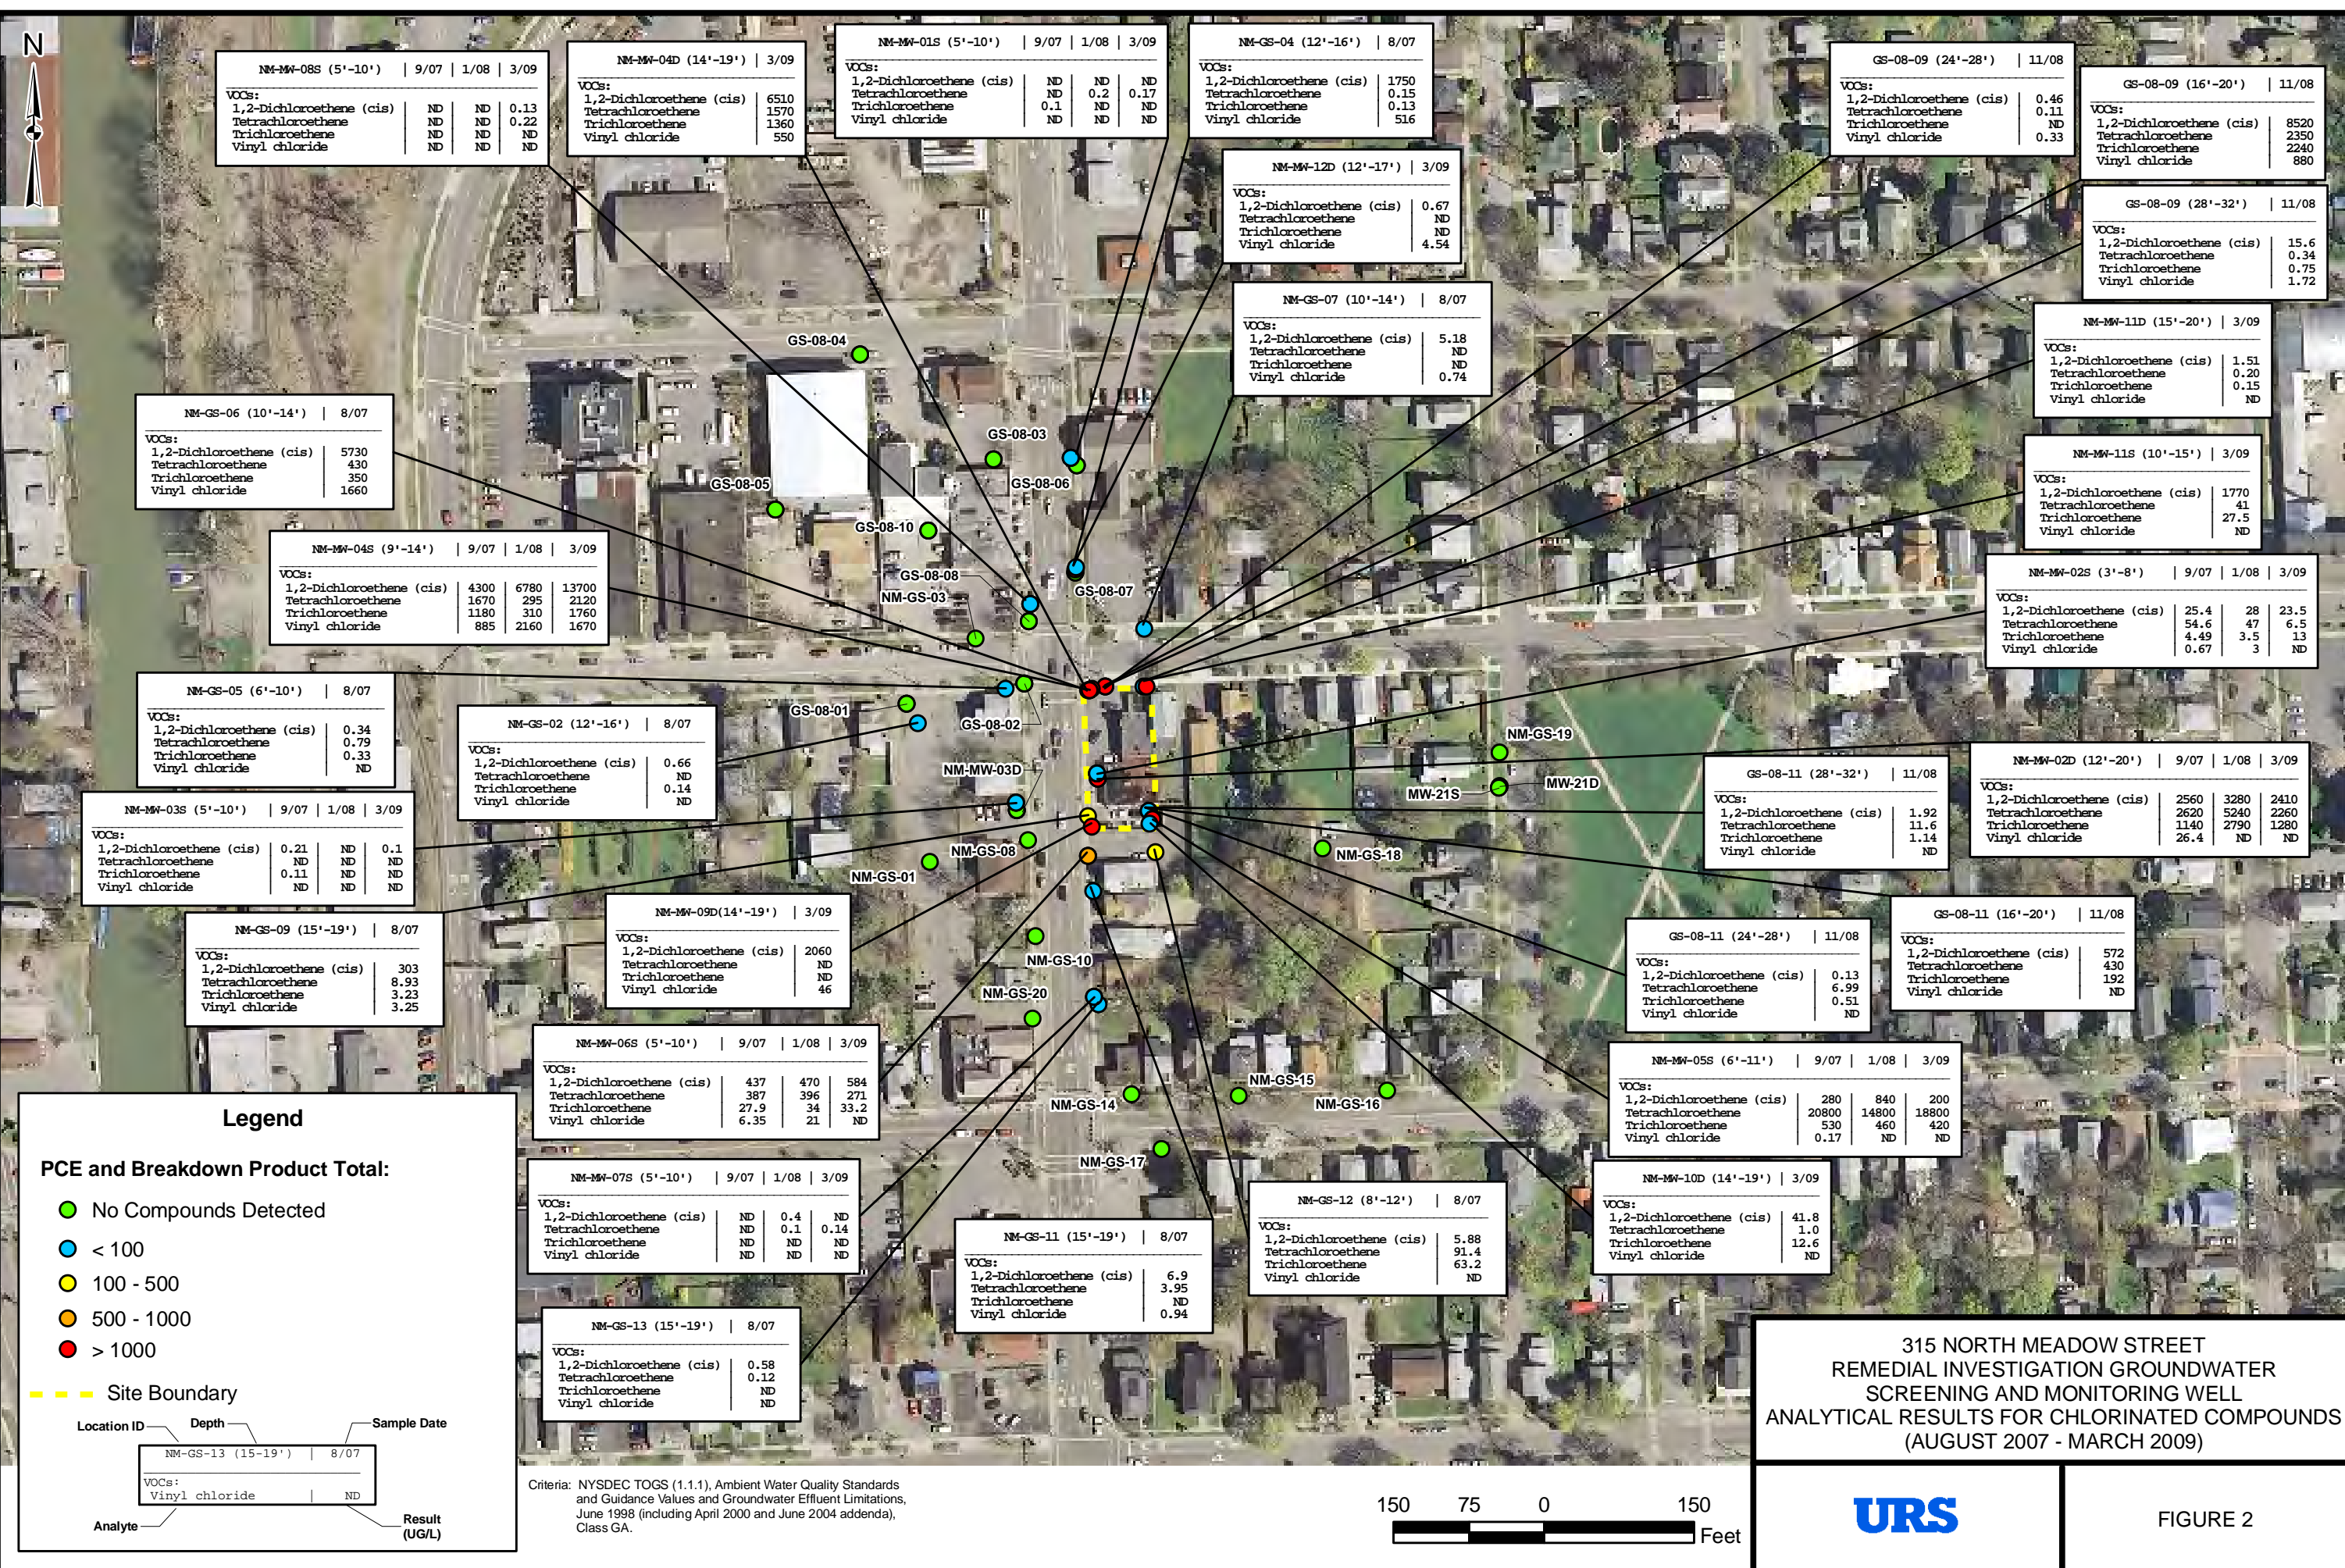 N
NM-MW-08S (5'-10') | 9/07 | 1/08 | 3/09
VOCs:
1,2-Dichloroethene (cis) | ND | ND | 0.13
Tetrachloroethene | ND | ND | 0.22
Trichloroethene | ND | ND | ND
Vinyl chloride | ND | ND | ND
NM-MW-04D (14'-19') | 3/09
VOCs:
1,2-Dichloroethene (cis) | 6510
Tetrachloroethene | 1570
Trichloroethene | 1360
Vinyl chloride | 550
NM-MW-01S (5'-10') | 9/07 | 1/08 | 3/09
VOCs:
1,2-Dichloroethene (cis) | ND | ND | ND
Tetrachloroethene | ND | 0.2 | 0.17
Trichloroethene | 0.1 | ND | ND
Vinyl chloride | ND | ND | ND
NM-GS-04 (12'-16') | 8/07
VOCs:
1,2-Dichloroethene (cis) | 1750
Tetrachloroethene | 0.15
Trichloroethene | 0.13
Vinyl chloride | 516
GS-08-09 (24'-28') | 11/08
VOCs:
1,2-Dichloroethene (cis) | 0.46
Tetrachloroethene | 0.11
Trichloroethene | ND
Vinyl chloride | 0.33
GS-08-09 (16'-20') | 11/08
VOCs:
1,2-Dichloroethene (cis) | 8520
Tetrachloroethene | 2350
Trichloroethene | 2240
Vinyl chloride | 880
NM-MW-12D (12'-17') | 3/09
VOCs:
1,2-Dichloroethene (cis) | 0.67
Tetrachloroethene | ND
Trichloroethene | ND
Vinyl chloride | 4.54
GS-08-09 (28'-32') | 11/08
VOCs:
1,2-Dichloroethene (cis) | 15.6
Tetrachloroethene | 0.34
Trichloroethene | 0.75
Vinyl chloride | 1.72
NM-GS-07 (10'-14') | 8/07
VOCs:
1,2-Dichloroethene (cis) | 5.18
Tetrachloroethene | ND
Trichloroethene | ND
Vinyl chloride | 0.74
NM-MW-11D (15'-20') | 3/09
VOCs:
1,2-Dichloroethene (cis) | 1.51
Tetrachloroethene | 0.20
Trichloroethene | 0.15
Vinyl chloride | ND
GS-08-04
NM-GS-06 (10'-14') | 8/07
VOCs:
1,2-Dichloroethene (cis) | 5730
Tetrachloroethene | 430
Trichloroethene | 350
Vinyl chloride | 1660
GS-08-03
GS-08-06
GS-08-05
GS-08-10
NM-MW-11S (10'-15') | 3/09
VOCs:
1,2-Dichloroethene (cis) | 1770
Tetrachloroethene | 41
Trichloroethene | 27.5
Vinyl chloride | ND
NM-MW-04S (9'-14') | 9/07 | 1/08 | 3/09
VOCs:
1,2-Dichloroethene (cis) | 4300 | 6780 | 13700
Tetrachloroethene | 1670 | 295 | 2120
Trichloroethene | 1180 | 310 | 1760
Vinyl chloride | 885 | 2160 | 1670
GS-08-08
NM-GS-03
GS-08-07
NM-MW-02S (3'-8') | 9/07 | 1/08 | 3/09
VOCs:
1,2-Dichloroethene (cis) | 25.4 | 28 | 23.5
Tetrachloroethene | 54.6 | 47 | 6.5
Trichloroethene | 4.49 | 3.5 | 13
Vinyl chloride | 0.67 | 3 | ND
NM-GS-05 (6'-10') | 8/07
VOCs:
1,2-Dichloroethene (cis) | 0.34
Tetrachloroethene | 0.79
Trichloroethene | 0.33
Vinyl chloride | ND
NM-GS-02 (12'-16') | 8/07
VOCs:
1,2-Dichloroethene (cis) | 0.66
Tetrachloroethene | ND
Trichloroethene | 0.14
Vinyl chloride | ND
GS-08-01
GS-08-02
NM-MW-03D
NM-GS-19
MW-21S
MW-21D
GS-08-11 (28'-32') | 11/08
VOCs:
1,2-Dichloroethene (cis) | 1.92
Tetrachloroethene | 11.6
Trichloroethene | 1.14
Vinyl chloride | ND
NM-MW-02D (12'-20') | 9/07 | 1/08 | 3/09
VOCs:
1,2-Dichloroethene (cis) | 2560 | 3280 | 2410
Tetrachloroethene | 2620 | 5240 | 2260
Trichloroethene | 1140 | 2790 | 1280
Vinyl chloride | 26.4 | ND | ND
NM-MW-03S (5'-10') | 9/07 | 1/08 | 3/09
VOCs:
1,2-Dichloroethene (cis) | 0.21 | ND | 0.1
Tetrachloroethene | ND | ND | ND
Trichloroethene | 0.11 | ND | ND
Vinyl chloride | ND | ND | ND
NM-GS-08
NM-GS-18
NM-GS-01
NM-GS-09 (15'-19') | 8/07
VOCs:
1,2-Dichloroethene (cis) | 303
Tetrachloroethene | 8.93
Trichloroethene | 3.23
Vinyl chloride | 3.25
NM-MW-09D(14'-19') | 3/09
VOCs:
1,2-Dichloroethene (cis) | 2060
Tetrachloroethene | ND
Trichloroethene | ND
Vinyl chloride | 46
GS-08-11 (24'-28') | 11/08
VOCs:
1,2-Dichloroethene (cis) | 0.13
Tetrachloroethene | 6.99
Trichloroethene | 0.51
Vinyl chloride | ND
GS-08-11 (16'-20') | 11/08
VOCs:
1,2-Dichloroethene (cis) | 572
Tetrachloroethene | 430
Trichloroethene | 192
Vinyl chloride | ND
NM-GS-10
NM-GS-20
NM-MW-06S (5'-10') | 9/07 | 1/08 | 3/09
VOCs:
1,2-Dichloroethene (cis) | 437 | 470 | 584
Tetrachloroethene | 387 | 396 | 271
Trichloroethene | 27.9 | 34 | 33.2
Vinyl chloride | 6.35 | 21 | ND
NM-MW-05S (6'-11') | 9/07 | 1/08 | 3/09
VOCs:
1,2-Dichloroethene (cis) | 280 | 840 | 200
Tetrachloroethene | 20800 | 14800 | 18800
Trichloroethene | 530 | 460 | 420
Vinyl chloride | 0.17 | ND | ND
NM-GS-14
NM-GS-15
NM-GS-16
NM-GS-17
NM-MW-07S (5'-10') | 9/07 | 1/08 | 3/09
VOCs:
1,2-Dichloroethene (cis) | ND | 0.4 | ND
Tetrachloroethene | ND | 0.1 | 0.14
Trichloroethene | ND | ND | ND
Vinyl chloride | ND | ND | ND
NM-MW-10D (14'-19') | 3/09
VOCs:
1,2-Dichloroethene (cis) | 41.8
Tetrachloroethene | 1.0
Trichloroethene | 12.6
Vinyl chloride | ND
NM-GS-12 (8'-12') | 8/07
VOCs:
1,2-Dichloroethene (cis) | 5.88
Tetrachloroethene | 91.4
Trichloroethene | 63.2
Vinyl chloride | ND
NM-GS-11 (15'-19') | 8/07
VOCs:
1,2-Dichloroethene (cis) | 6.9
Tetrachloroethene | 3.95
Trichloroethene | ND
Vinyl chloride | 0.94
NM-GS-13 (15'-19') | 8/07
VOCs:
1,2-Dichloroethene (cis) | 0.58
Tetrachloroethene | 0.12
Trichloroethene | ND
Vinyl chloride | ND
Legend
PCE and Breakdown Product Total:
No Compounds Detected
< 100
100 - 500
500 - 1000
> 1000
Site Boundary
Location ID Depth Sample Date
NM-GS-13 (15-19') | 8/07
VOCs:
Vinyl chloride | ND
Analyte
Result
(UG/L)
Criteria: NYSDEC TOGS (1.1.1), Ambient Water Quality Standards
and Guidance Values and Groundwater Effluent Limitations,
June 1998 (including April 2000 and June 2004 addenda),
Class GA.
150 75 0 150
Feet
315 NORTH MEADOW STREET
REMEDIAL INVESTIGATION GROUNDWATER
SCREENING AND MONITORING WELL
ANALYTICAL RESULTS FOR CHLORINATED COMPOUNDS
(AUGUST 2007 - MARCH 2009)
URS
FIGURE 2